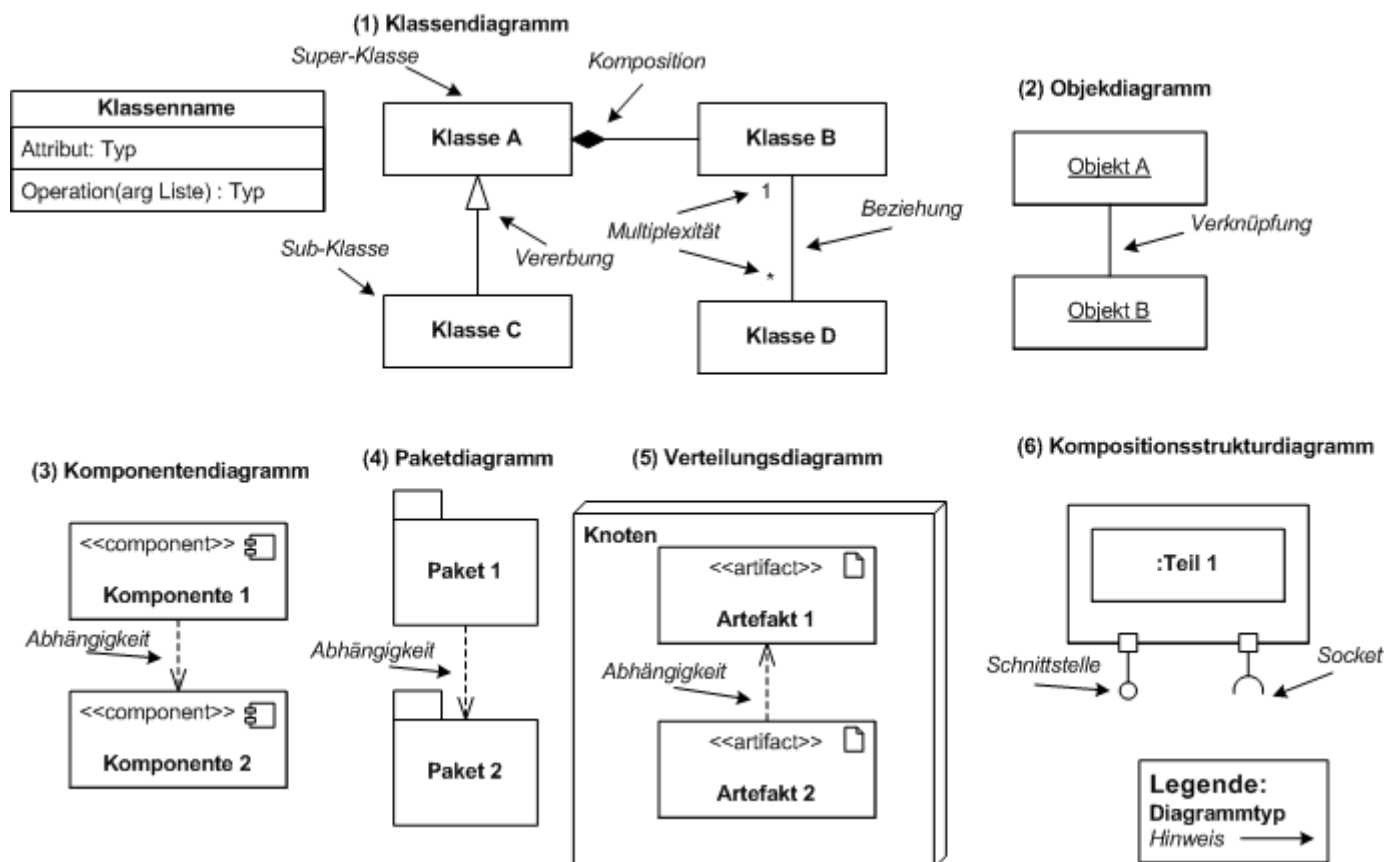 (1) Klassendiagramm
Super-Klasse
Komposition
Klassenname
Attribut: Typ
Operation(arg Liste) : Typ
Klasse A
Klasse B
1
Multiplexität
*
Beziehung
Sub-Klasse
Vererbung
Klasse C
Klasse D
(2) Objekdiagramm
Objekt A
Verknüpfung
Objekt B
(3) Komponentendiagramm
<<component>>
Komponente 1
Abhängigkeit
<<component>>
Komponente 2
(4) Paketdiagramm
Paket 1
Abhängigkeit
Paket 2
(5) Verteilungsdiagramm
Knoten
<<artifact>>
Artefakt 1
Abhängigkeit
<<artifact>>
Artefakt 2
(6) Kompositionsstrukturdiagramm
:Teil 1
Schnittstelle
Socket
Legende:
Diagrammtyp
Hinweis